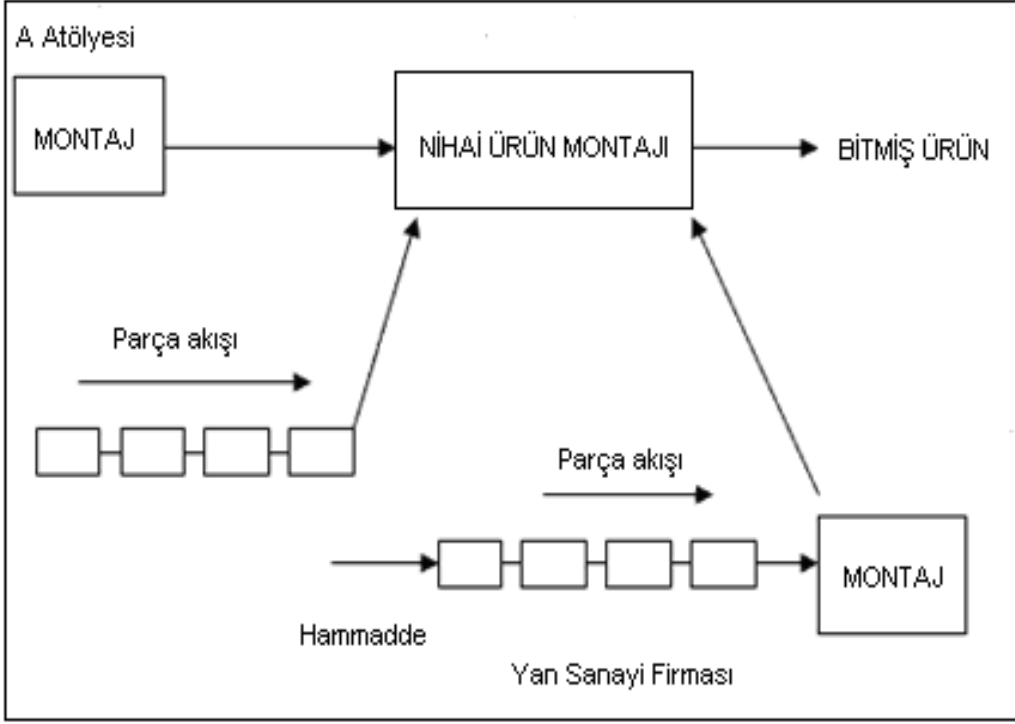 A Atölyesi
MONTAJ
NİHAİ ÜRÜN MONTAJI
BİTMİŞ ÜRÜN
Parça akışı
Parça akışı
MONTAJ
Hammadde
Yan Sanayi Firması